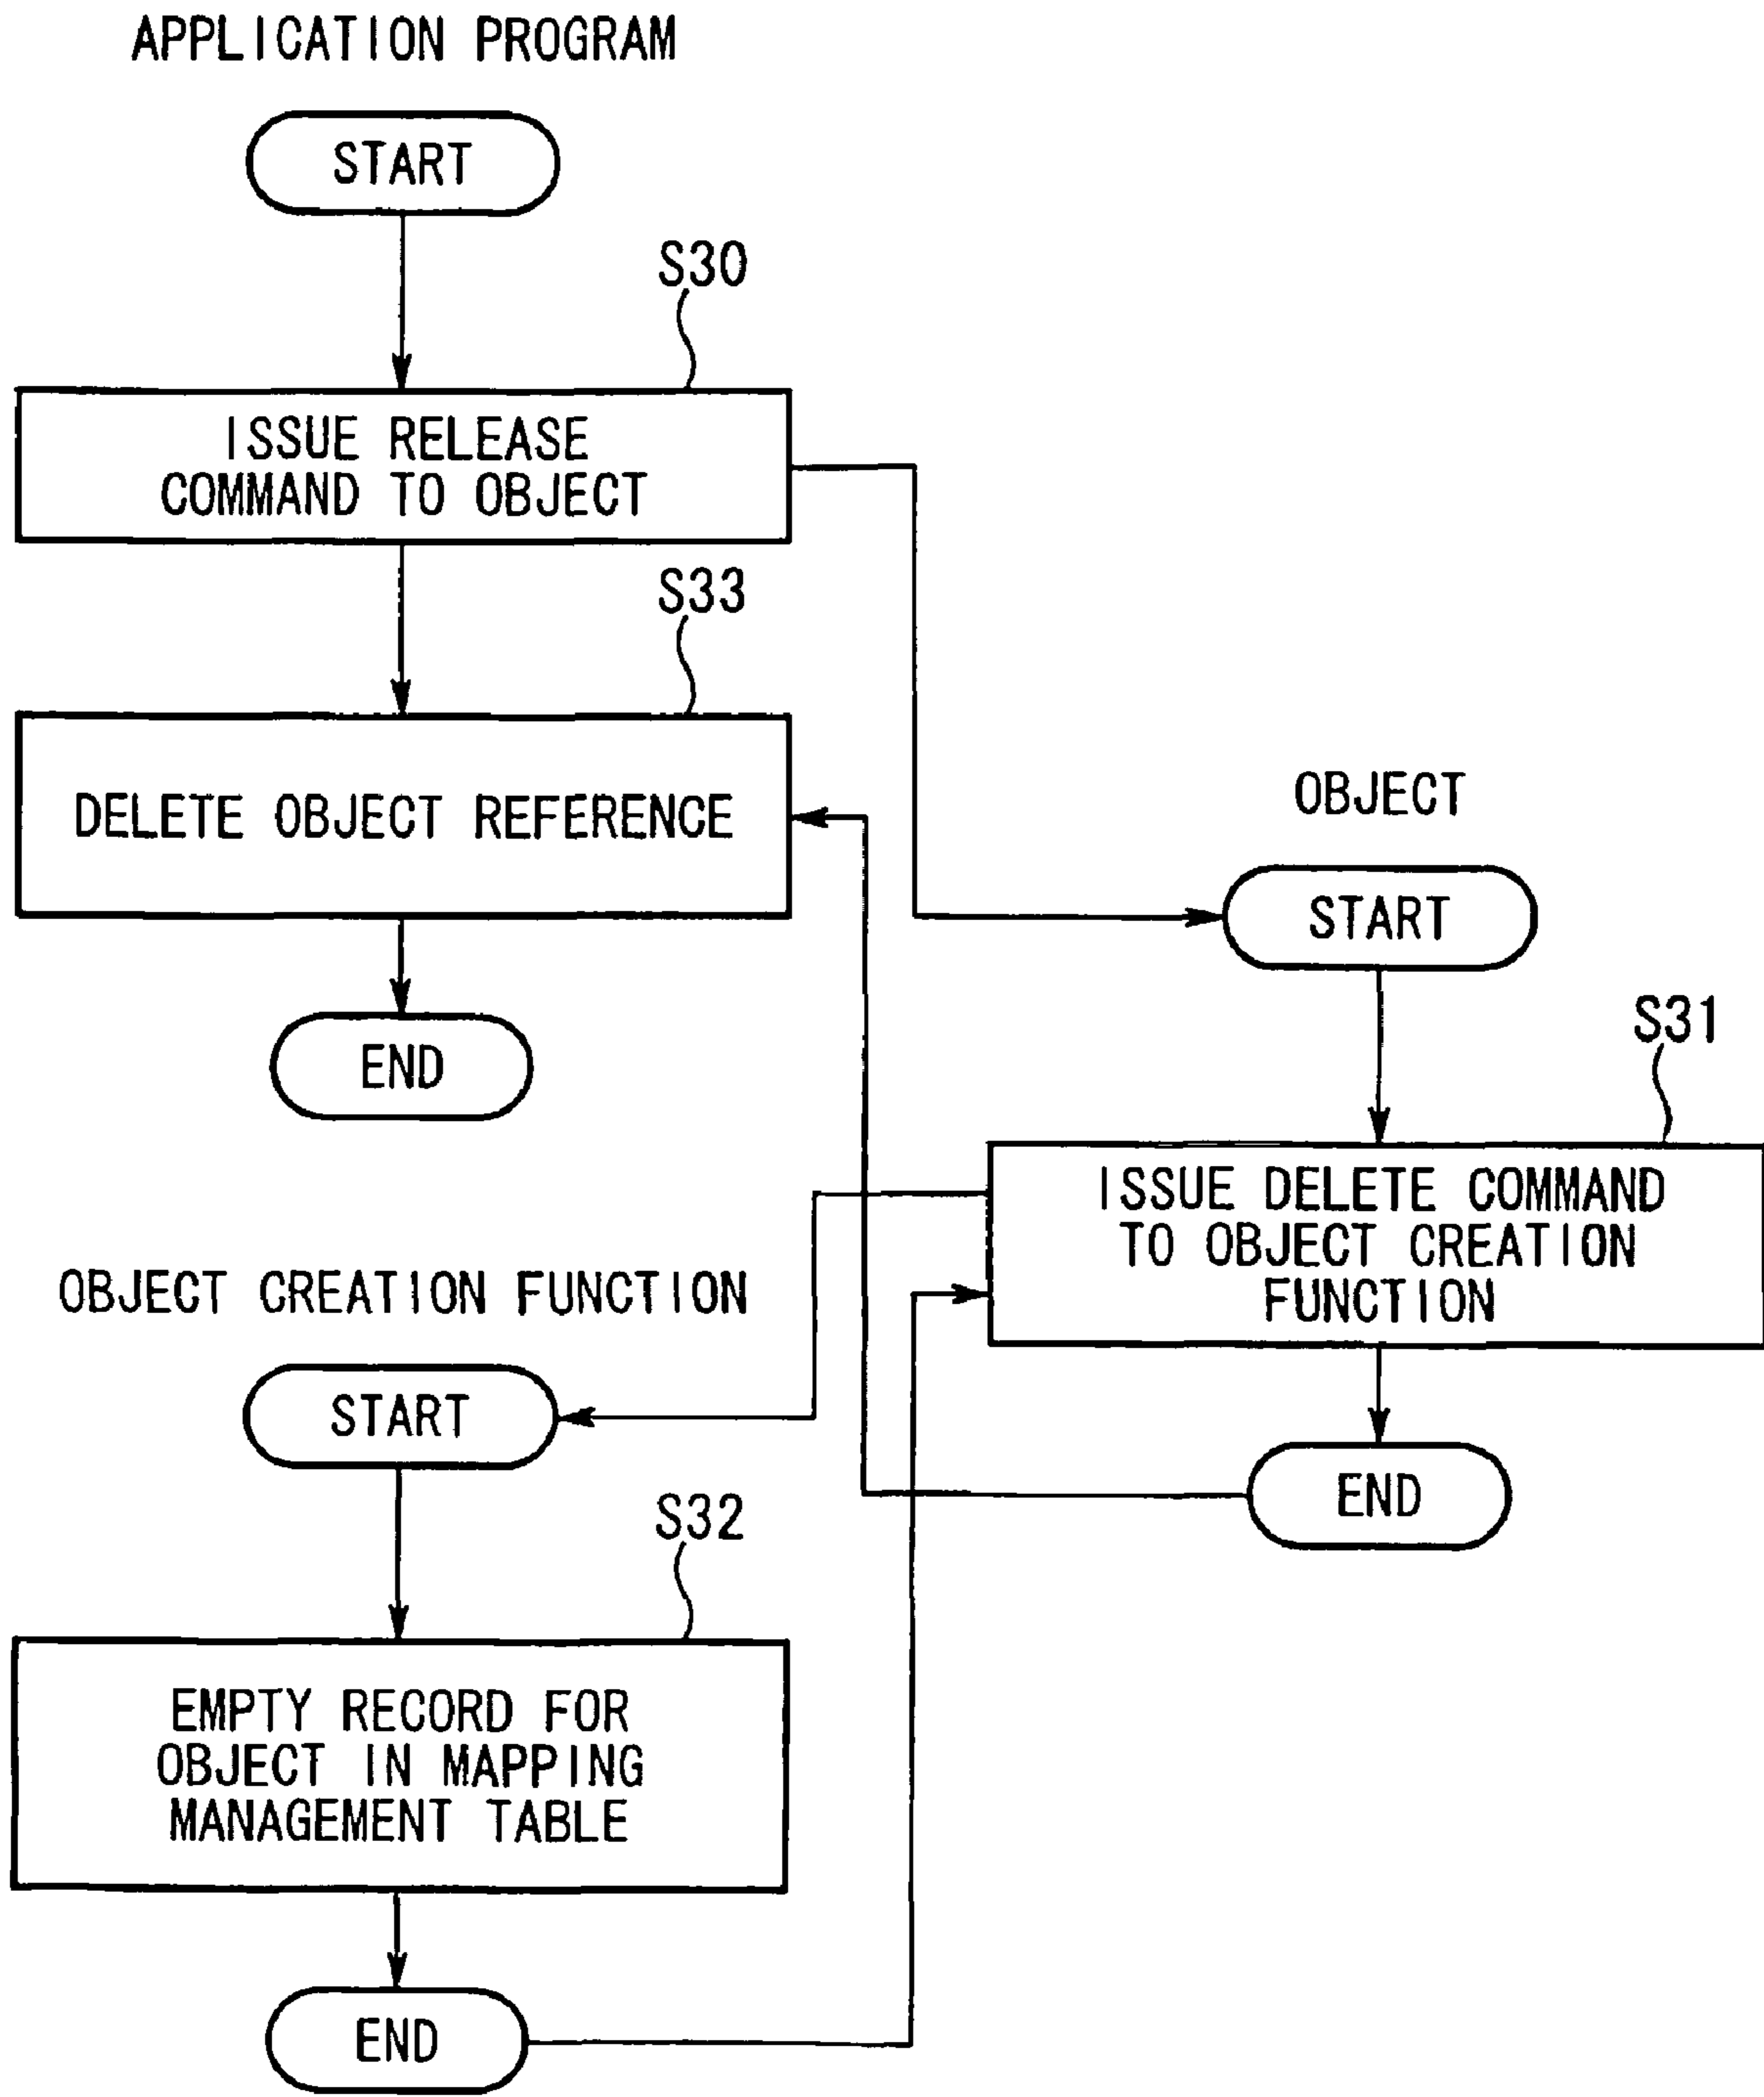 APPLICATION PROGRAM
START
S30
ISSUE RELEASE
COMMAND TO OBJECT
S33
DELETE OBJECT REFERENCE
END
OBJECT
START
S31
ISSUE DELETE COMMAND
TO OBJECT CREATION
FUNCTION
END
OBJECT CREATION FUNCTION
START
S32
EMPTY RECORD FOR
OBJECT IN MAPPING
MANAGEMENT TABLE
END